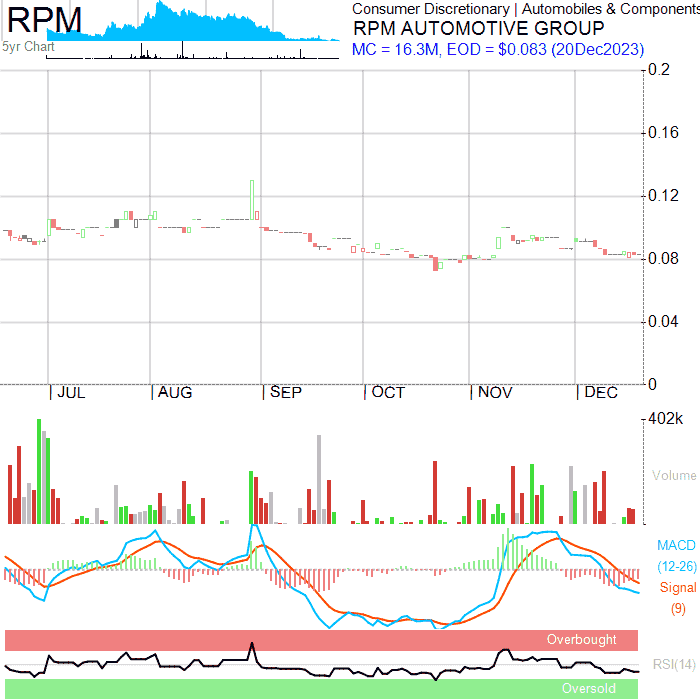 RPM
5yr Chart
Consumer Discretionary | Automobiles & Components
RPM AUTOMOTIVE GROUP
MC = 16.3M, EOD = $0.083 (20Dec2023)
0.2
0.16
0.12
0.08
0.04
0
JUL
AUG
SEP
OCT
NOV
DEC
402k
Volume
MACD
(12-26)
Signal
(9)
Overbought
RSI(14)
Oversold